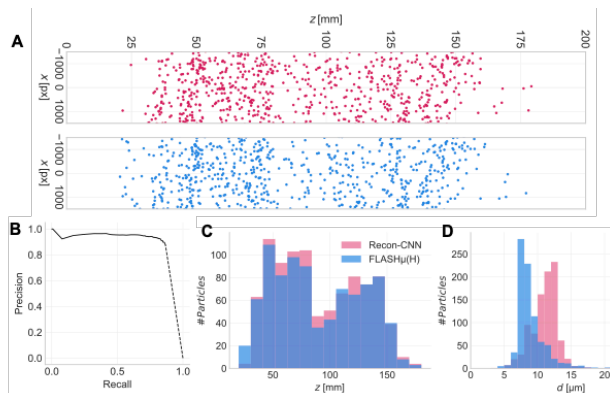 z [mm]
0 25 50 75 100 125 150 175 200
A
x [px]
-1000 0 1000
x [px]
-1000 0 1000
B
Precision
1.0
0.8
0.6
0.4
0.2
0.0
0.0 0.5 1.0
Recall
C
#Particles
100
80
60
40
20
0
50 100 150
z [mm]
Recon-CNN
FLASHμ(H)
D
#Particles
250
200
150
100
50
0
5 10 15 20
d [μm]